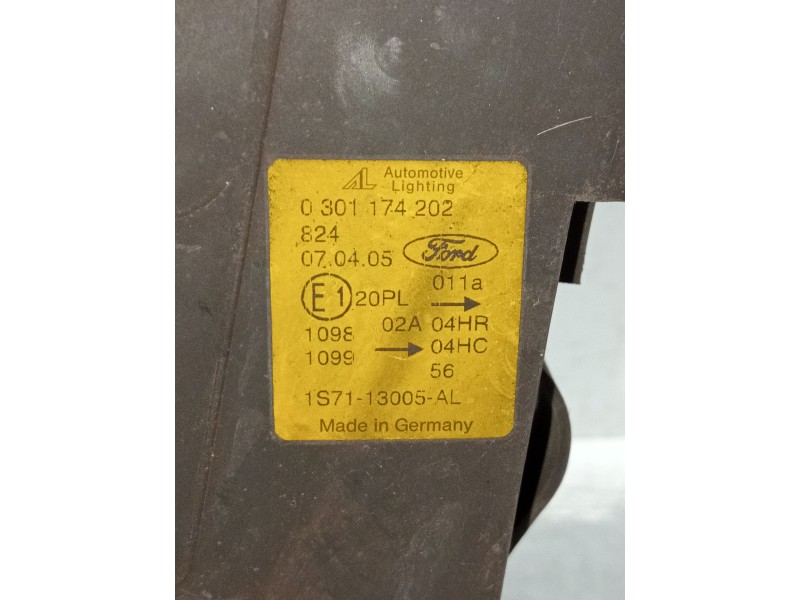 AL Automotive
Lighting
0 301 174 202
824
07.04.05 Ford
E1 20PL 011a →
1098 02A 04HR
1099 → 04HC
56
1S71-13005-AL
Made in Germany